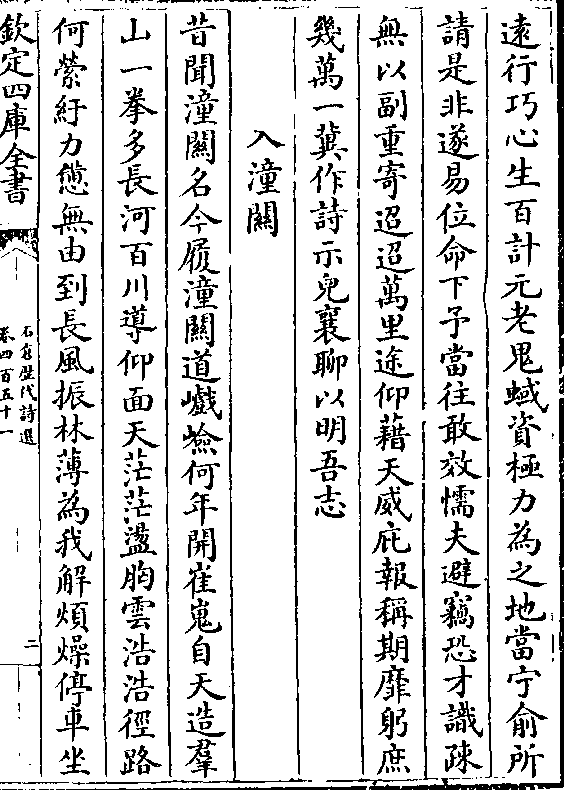 遠行巧心生百計元老鬼蜮資極力為之地當宁俞所
請是非遂易位命下予當往敢效懦夫避竊恐才識疎
無以副重寄迢迢萬里途仰藉天威庇報稱期靡躬庶
幾萬一冀作詩示兒襄聊以明吾志
入潼關
昔聞潼關名今履潼關道巇嶮何年開崔嵬自天造羣
山一拳多長河百川導仰面天茫茫盪胸雲浩浩徑路
何縈紆力憊無由到長風振林薄為我解煩燥停車坐
欽定四庫全書
石倉歷代詩選
卷四百五十一
二